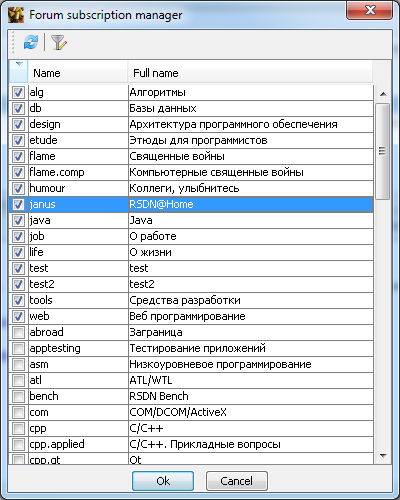 Forum subscription manager
Name Full name
alg Алгоритмы
db Базы данных
design Архитектура программного обеспечения
etude Этюды для программистов
flame Священные войны
flame.comp Компьютерные священные войны
humour Коллеги, улыбнитесь
janus RSDN@Home
java Java
job О работе
life О жизни
test test
test2 test2
tools Средства разработки
web Веб программирование
abroad Заграница
apptesting Тестирование приложений
asm Низкоуровневое программирование
atl ATL/WTL
bench RSDN Bench
com COM/DCOM/ActiveX
cpp C/C++
cpp.applied C/C++. Прикладные вопросы
cpp.qt Qt
Ok Cancel